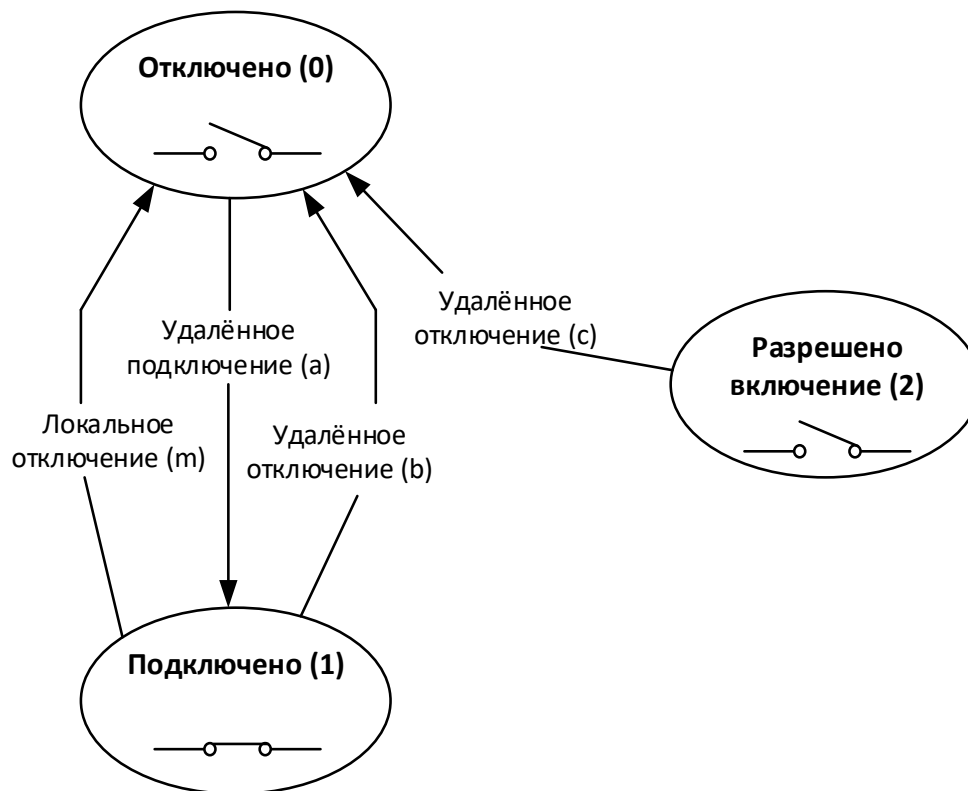 Отключено (0)
Удалённое
подключение (a)
Локальное
отключение (m)
Удалённое
отключение (b)
Удалённое
отключение (c)
Разрешено
включение (2)
Подключено (1)